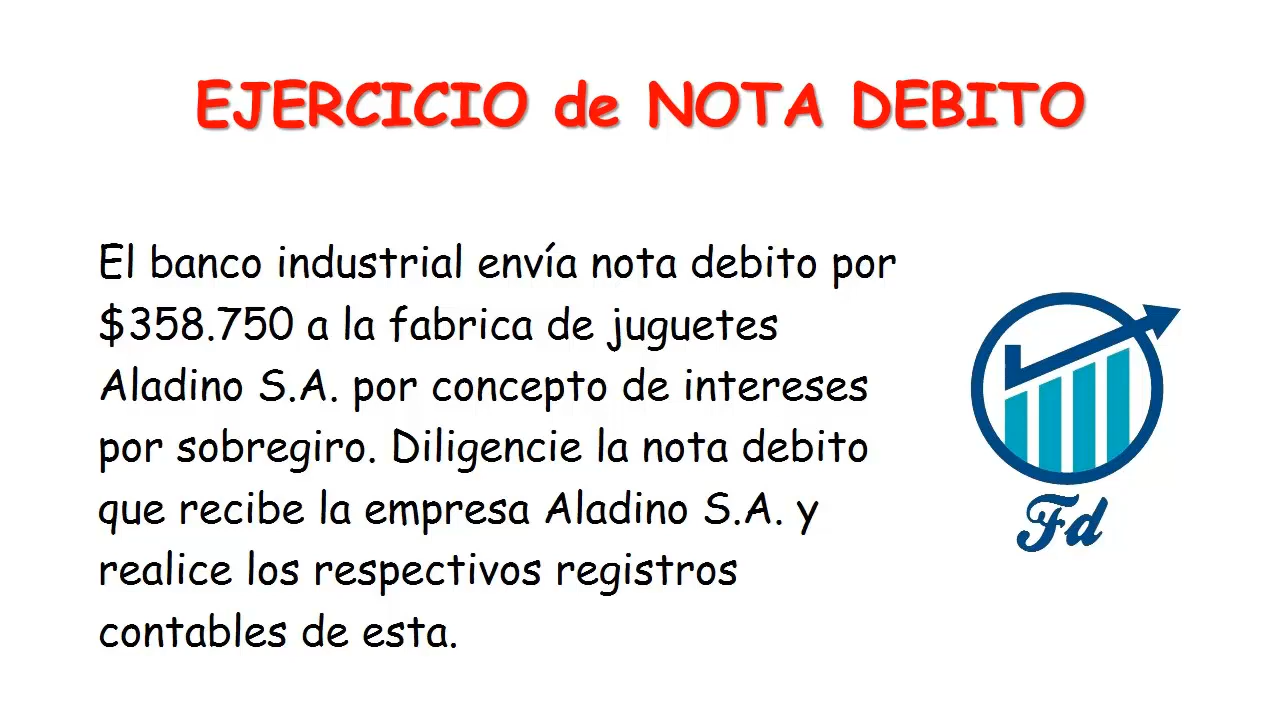 EJERCICIO de NOTA DEBITO
El banco industrial envía nota debito por
$358.750 a la fabrica de juguetes
Aladino S.A. por concepto de intereses
por sobregiro. Diligencie la nota debito
que recibe la empresa Aladino S.A. y
realice los respectivos registros
contables de esta.
Fd